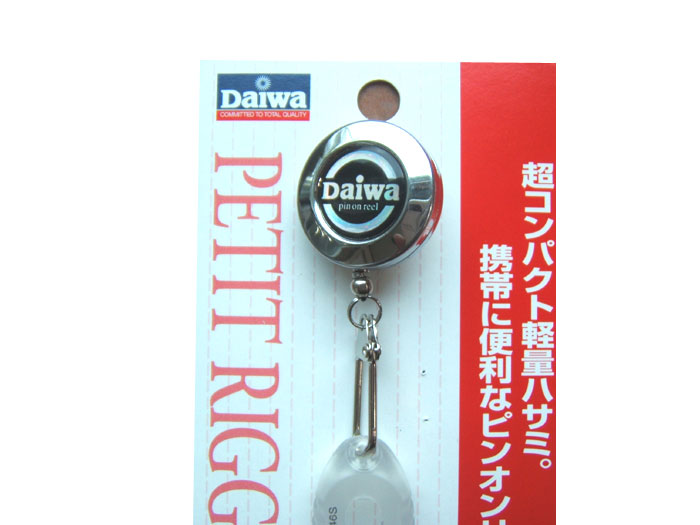 Daiwa
COMMITTED TO TOTAL QUALITY
Daiwa
pin on reel
PETIT RIGG
超コンパクト軽量ハサミ。
携帯に便利なピンオン
46S